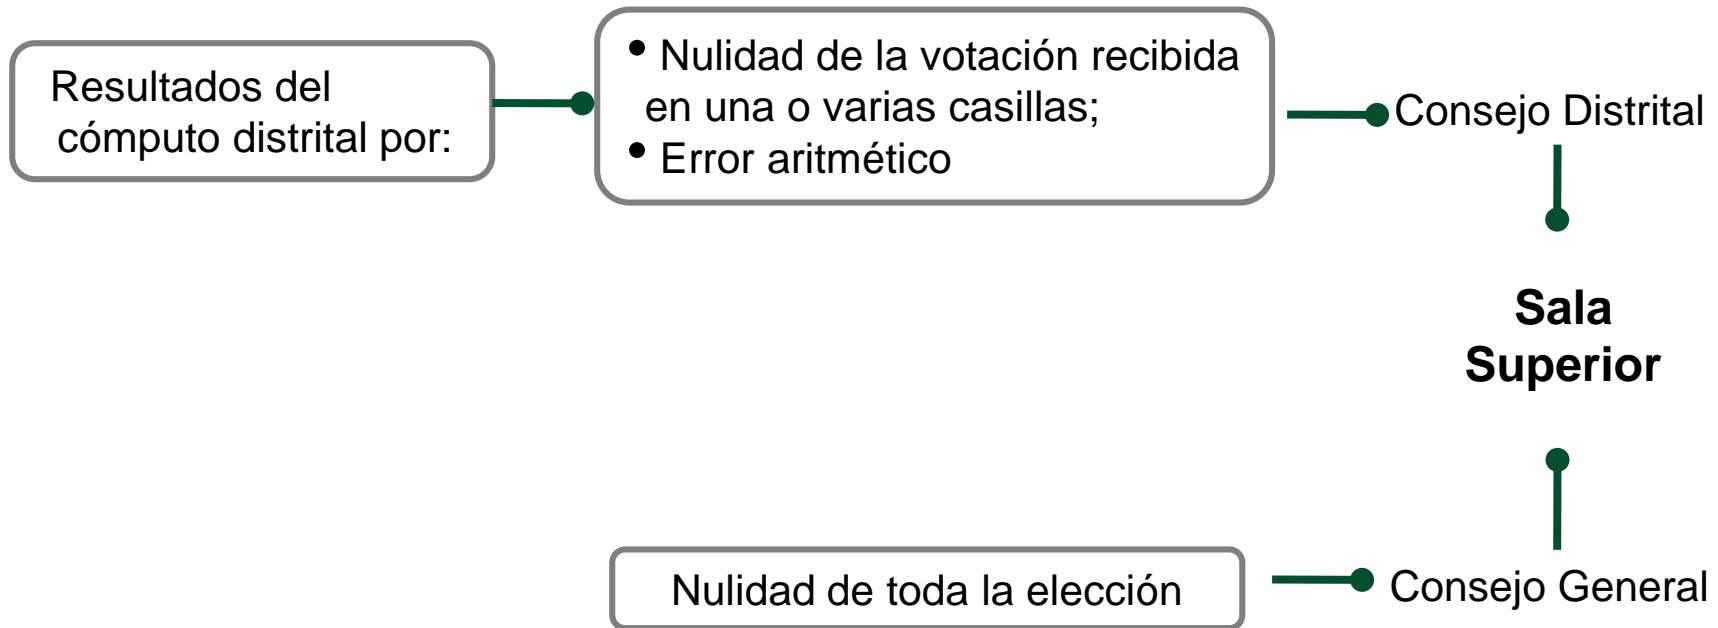 Resultados del
cómputo distrital por:
• Nulidad de la votación recibida
en una o varias casillas;
• Error aritmético
Consejo Distrital
Sala
Superior
Nulidad de toda la elección
Consejo General